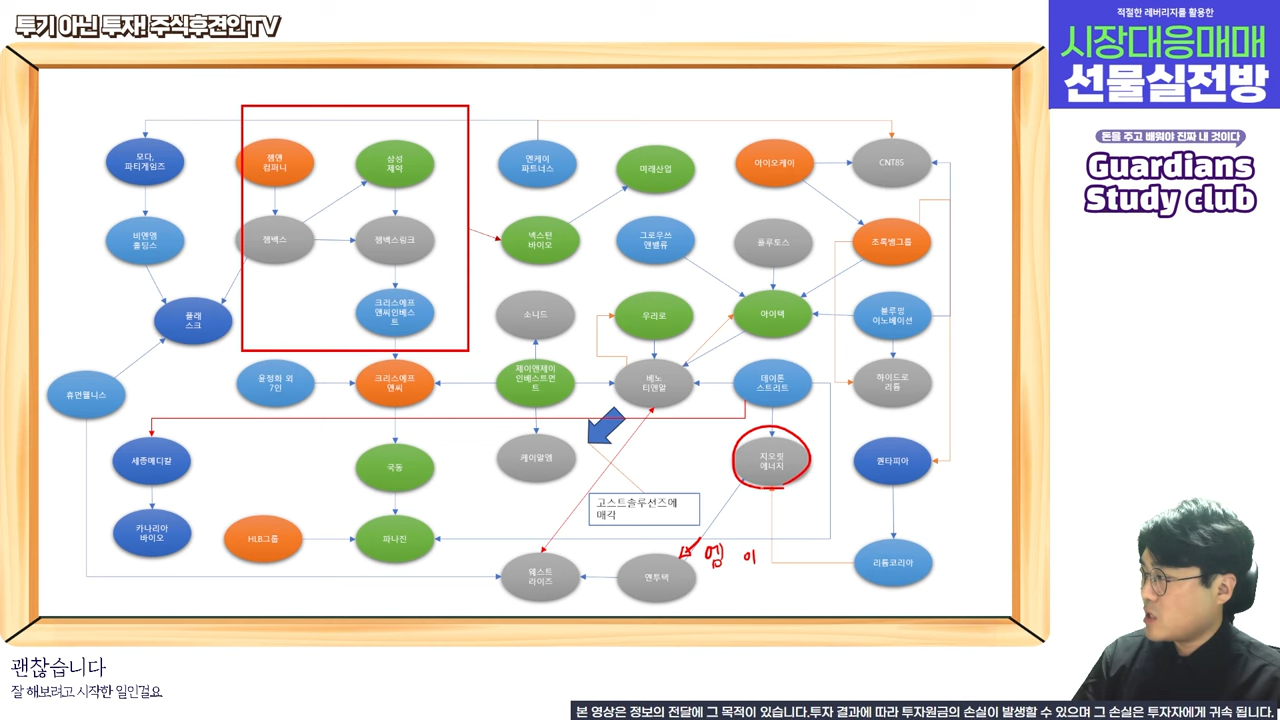 투기 아닌 투재! 주식후견인TV
적절한 레버리지를 활용한
시장대응매매
선물실전방
돈을 주고 배워야 진짜 내 것이다
Guardians
Study club
모다,
파티게임즈
젬앤
컴퍼니
삼성
제약
앤케이
파트너스
미래산업
아이오케이
CNT85
비엔엠
홀딩스
젬백스
젬백스링크
넥스턴
바이오
그로우쓰
앤밸류
플루토스
초록뱀그룹
플래
스크
크리스에프
앤씨인베스
트
소니드
우리로
아이텍
블루밍
이노베이션
휴먼웰니스
윤정화 외
7인
크리스에프
앤씨
제이앤제이
인베스트먼
트
베노
티앤알
데이톤
스트리트
하이드로
리튬
세종메디칼
국동
케이알엠
지오릿
에너지
퀀타피아
고스트솔루션즈에
매각
카나리아
바이오
HLB그룹
파나진
엠 이
웨스트
라이즈
앤투텍
리튬코리아
괜찮습니다
잘 해보려고 시작한 일인걸요
본 영상은 정보의 전달에 그 목적이 있습니다.투자 결과에 따라 투자원금의 손실이 발생할 수 있으며 그 손실은 투자자에게 귀속 됩니다.